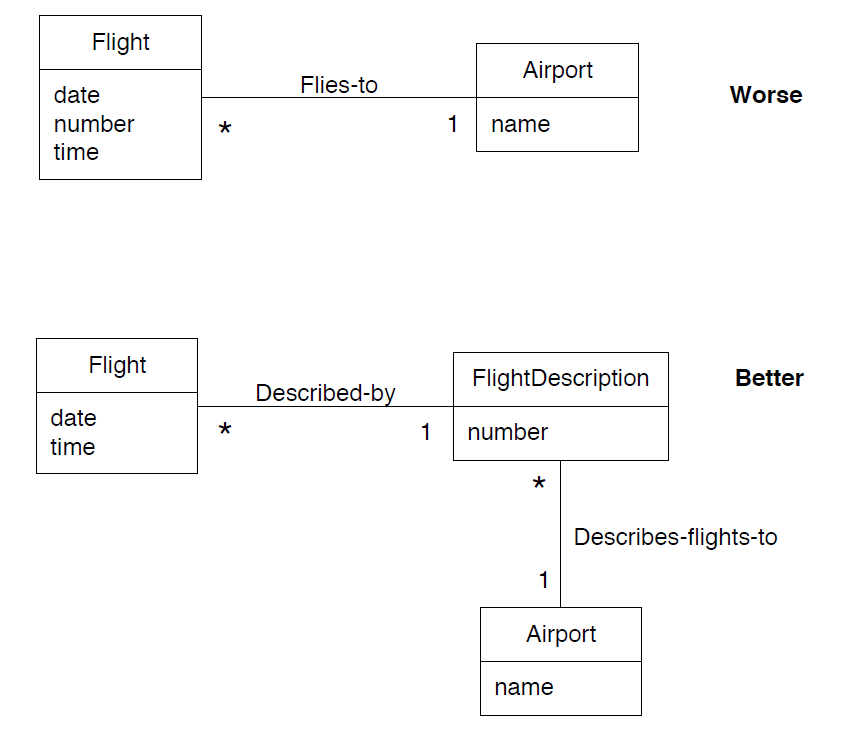 Flight
date
number
time
Flies-to
*
1
Airport
name
Worse
Flight
date
time
Described-by
*
1
FlightDescription
number
Better
*
Describes-flights-to
1
Airport
name